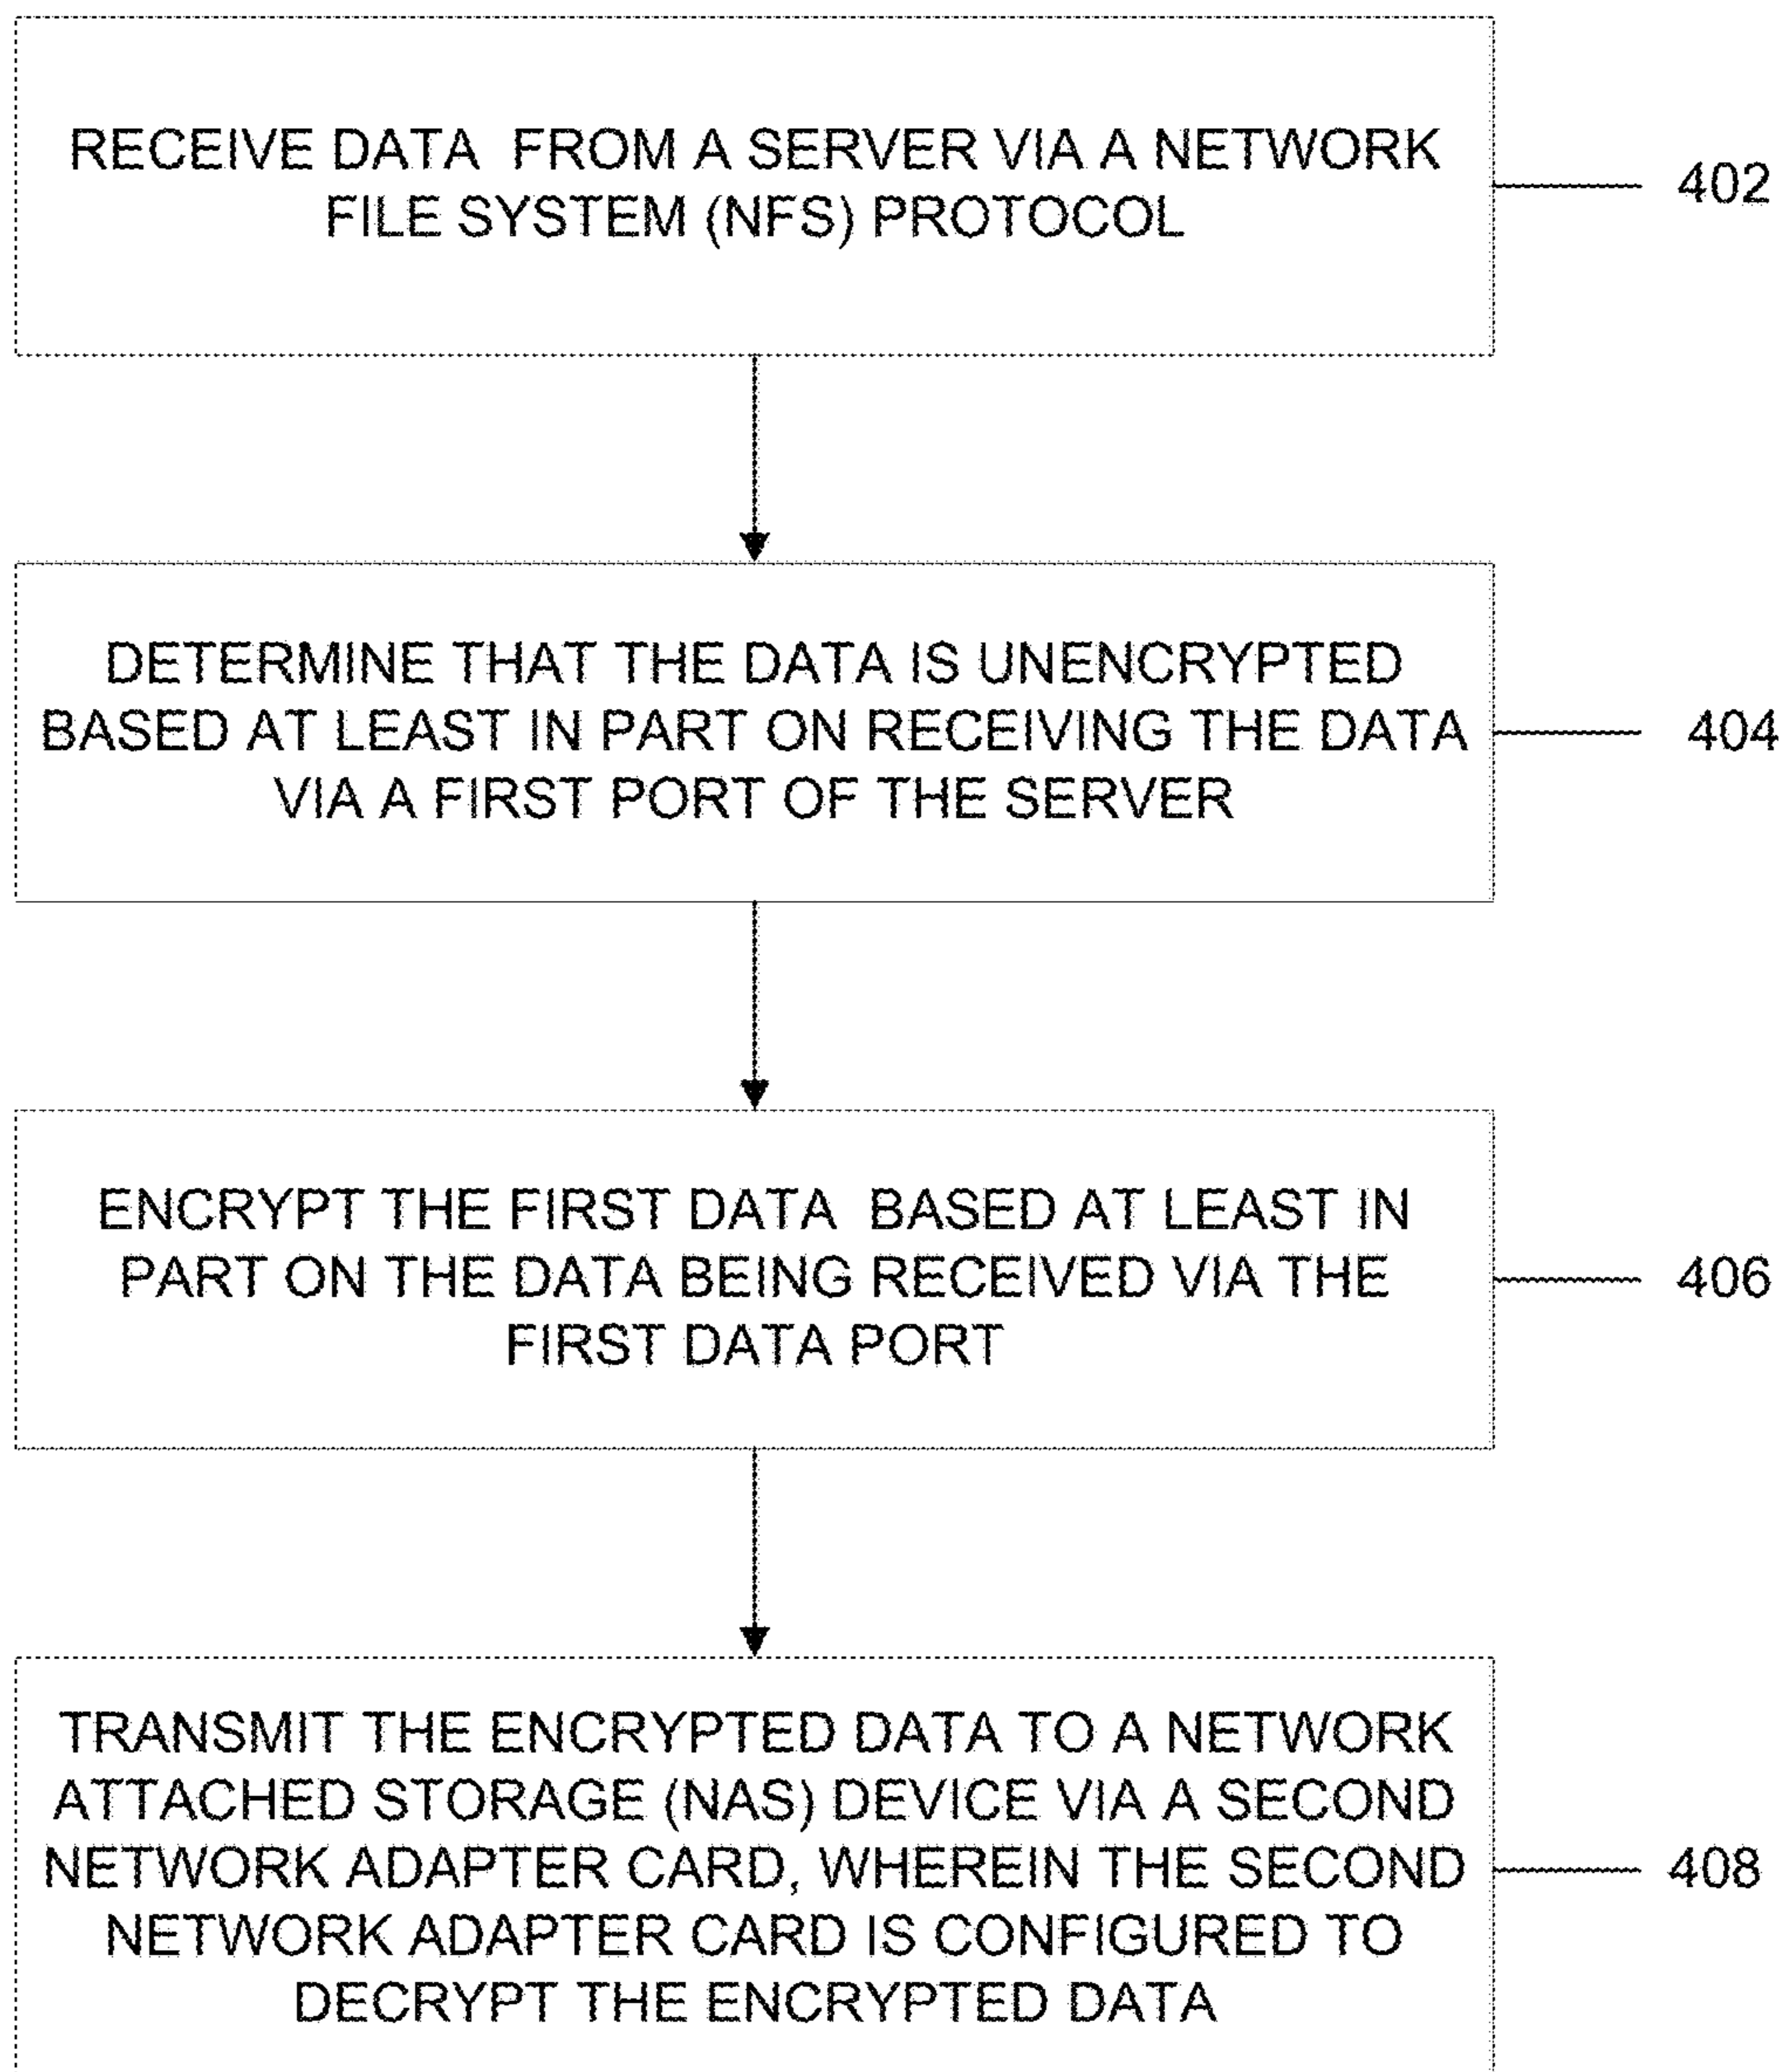 RECEIVE DATA FROM A SERVER VIA A NETWORK
FILE SYSTEM (NFS) PROTOCOL
402
DETERMINE THAT THE DATA IS UNENCRYPTED
BASED AT LEAST IN PART ON RECEIVING THE DATA
VIA A FIRST PORT OF THE SERVER
404
ENCRYPT THE FIRST DATA BASED AT LEAST IN
PART ON THE DATA BEING RECEIVED VIA THE
FIRST DATA PORT
406
TRANSMIT THE ENCRYPTED DATA TO A NETWORK
ATTACHED STORAGE (NAS) DEVICE VIA A SECOND
NETWORK ADAPTER CARD, WHEREIN THE SECOND
NETWORK ADAPTER CARD IS CONFIGURED TO
DECRYPT THE ENCRYPTED DATA
408